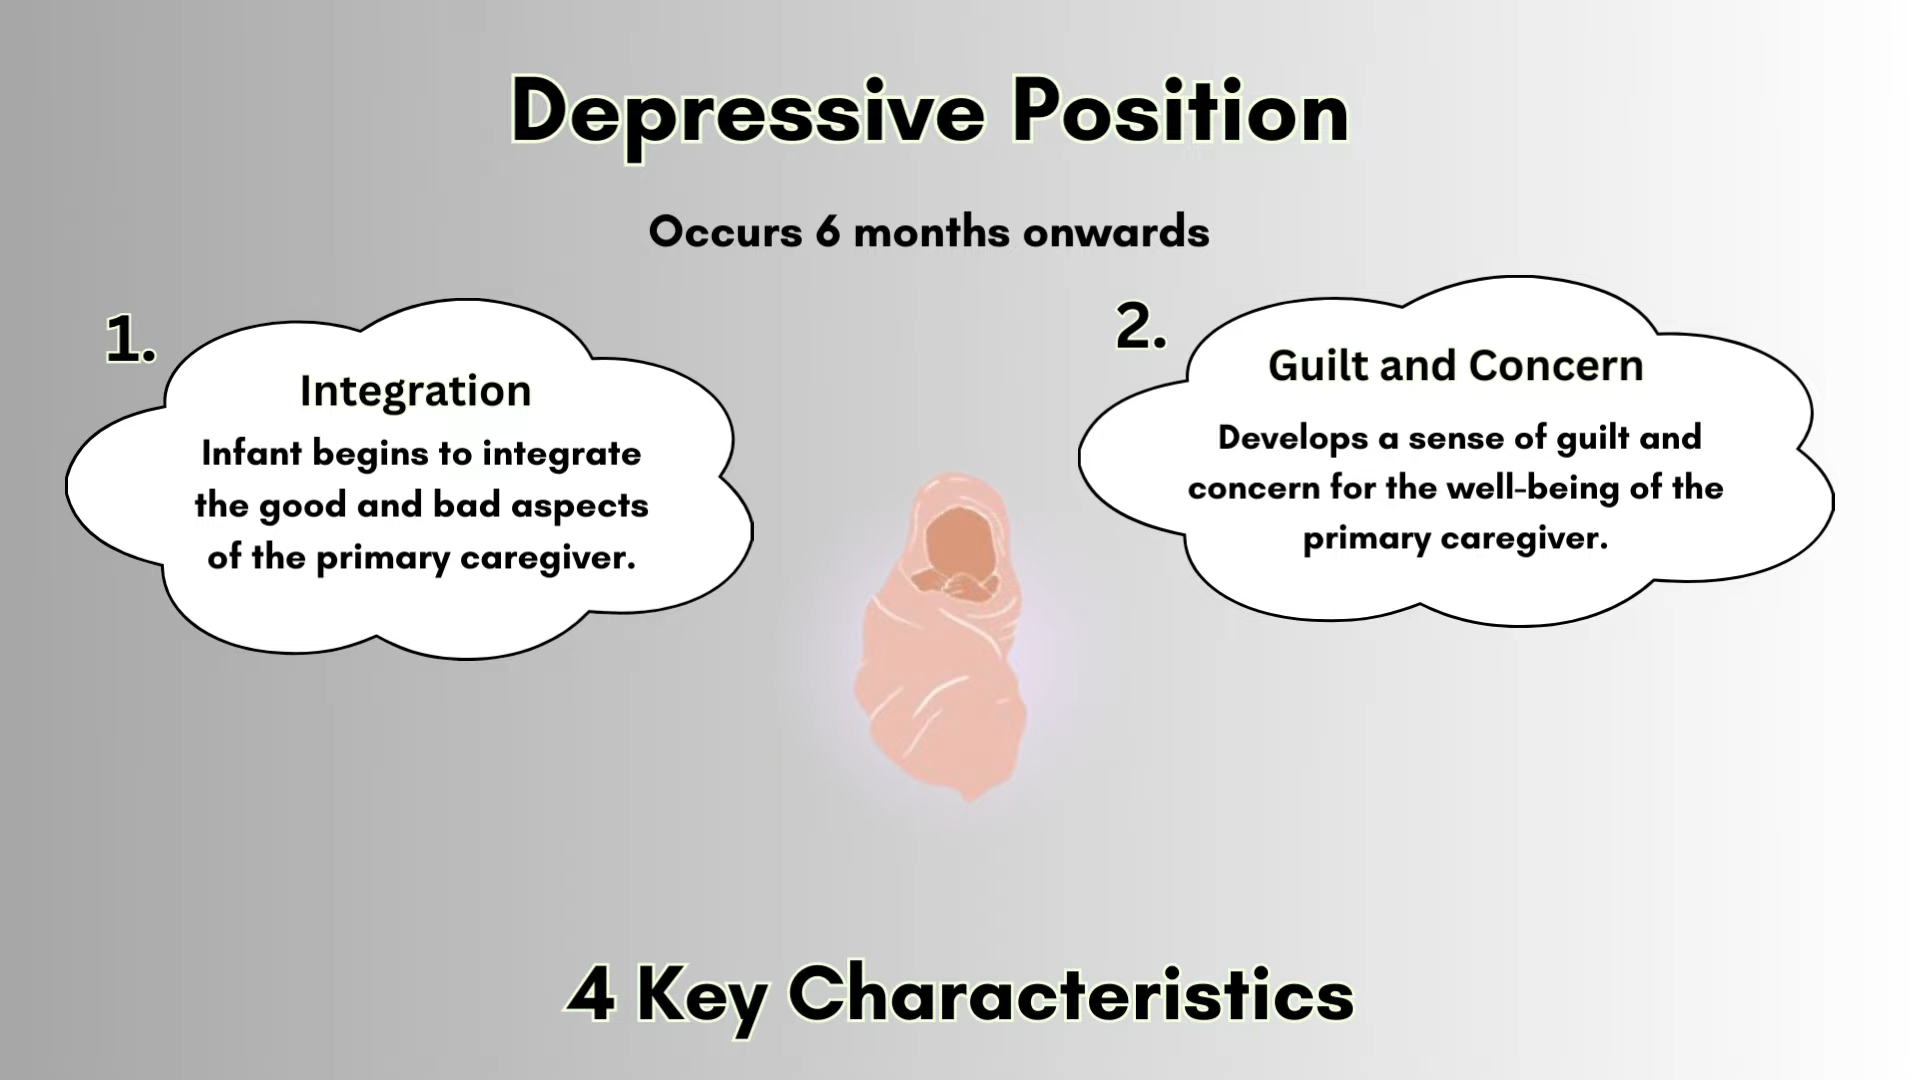 Depressive Position
Occurs 6 months onwards
1.
Integration
Infant begins to integrate
the good and bad aspects
of the primary caregiver.
2.
Guilt and Concern
Develops a sense of guilt and
concern for the well-being of the
primary caregiver.
4 Key Characteristics